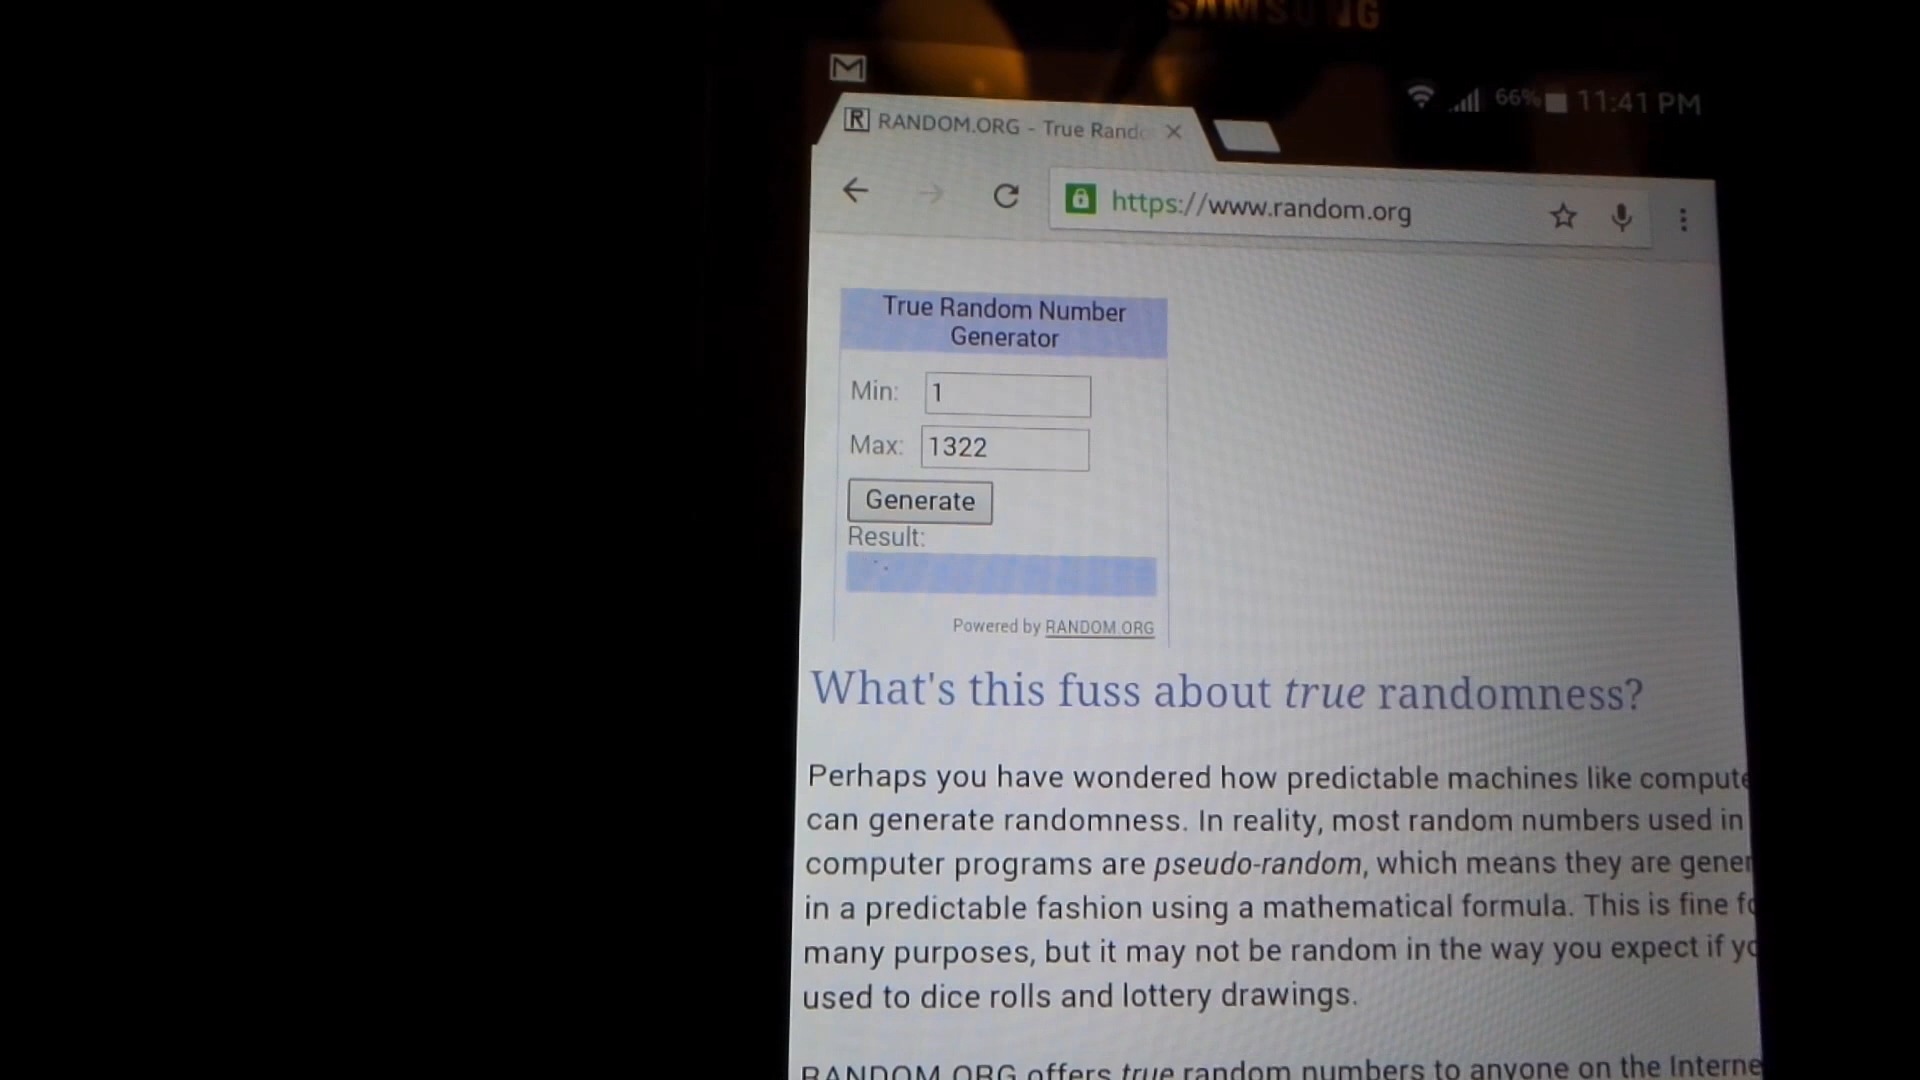 SAMSUNG
66% 11:41 PM
RANDOM.ORG - True Rando
https://www.random.org
True Random Number
Generator
Min: 1
Max: 1322
Generate
Result:
Powered by RANDOM.ORG
What's this fuss about true randomness?
Perhaps you have wondered how predictable machines like compute
can generate randomness. In reality, most random numbers used in
computer programs are pseudo-random, which means they are gener
in a predictable fashion using a mathematical formula. This is fine fo
many purposes, but it may not be random in the way you expect if yo
used to dice rolls and lottery drawings.
RANDOM.ORG offers true random numbers to anyone on the Interne